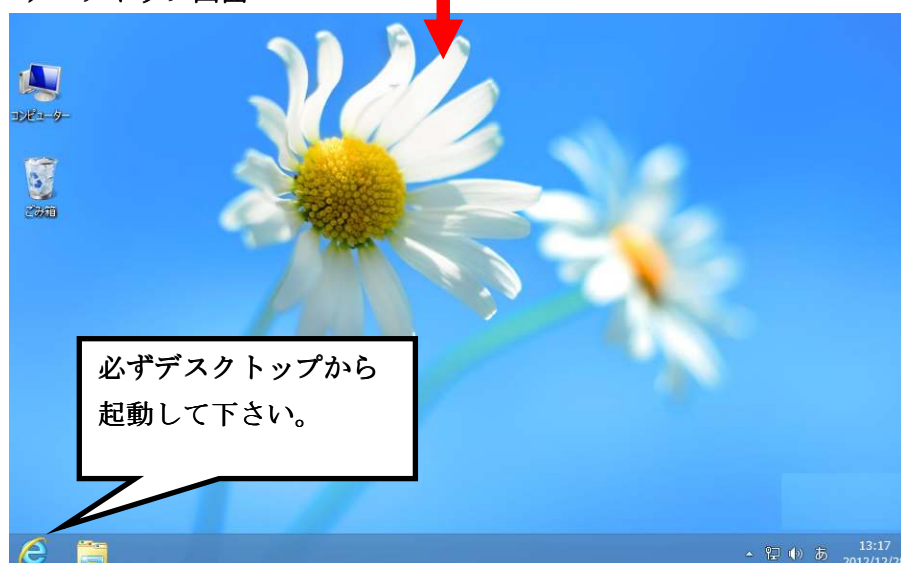 コンピューター
ごみ箱
必ずデスクトップから
起動して下さい。
あ
13:17